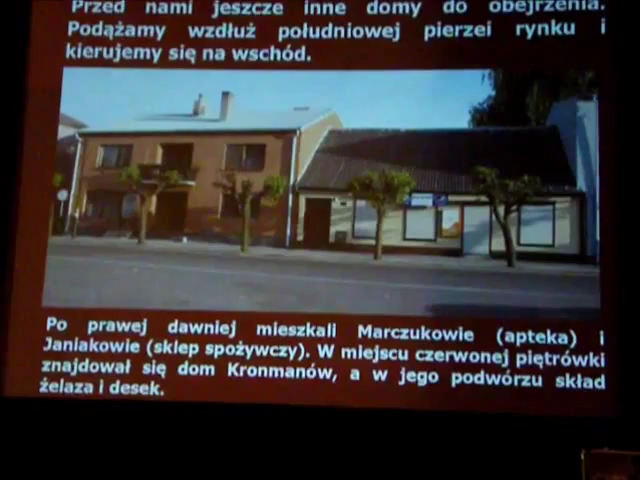 Przed nami jeszcze inne domy do obejrzenia.
Podążamy wzdłuż południowej pierzei rynku i
kierujemy się na wschód.
Po prawej dawniej mieszkali Marczukowie (apteka) i
Janiakowie (sklep spożywczy). W miejscu czerwonej piętrówki
znajdował się dom Kronmanów, a w jego podwórzu skład
żelaza i desek.